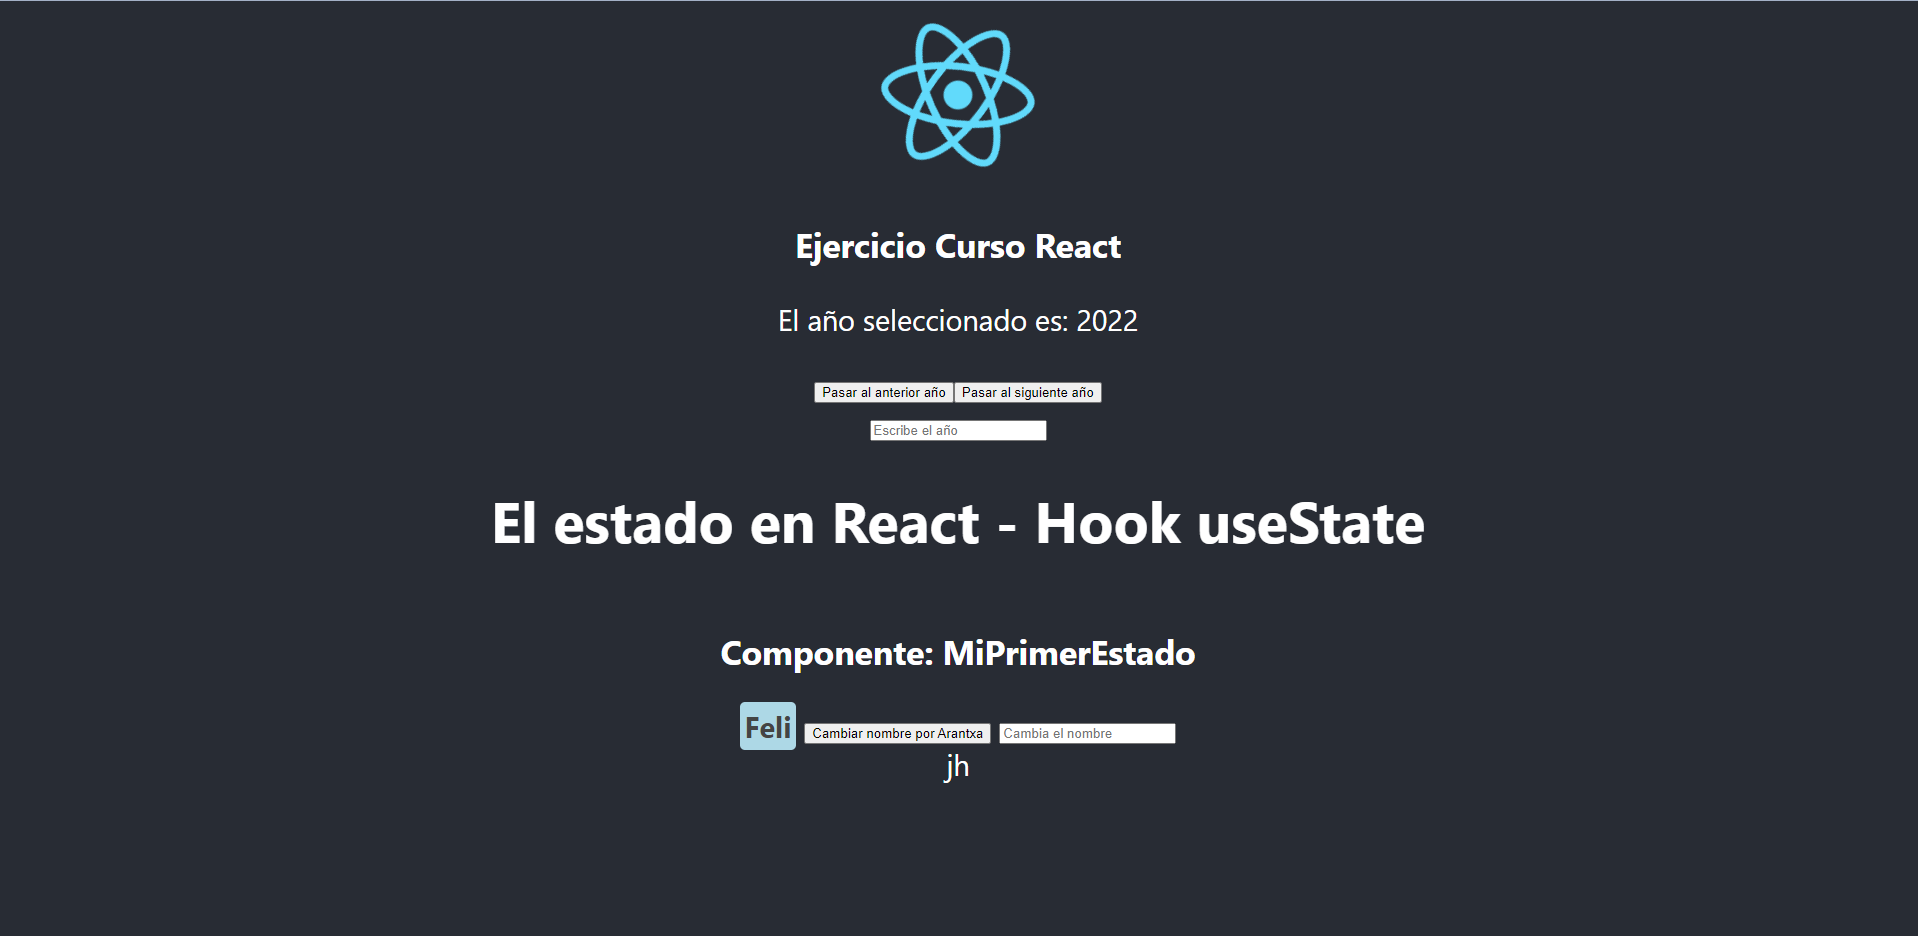 Ejercicio Curso React
El año seleccionado es: 2022
Pasar al anterior año Pasar al siguiente año
Escribe el año
El estado en React - Hook useState
Componente: MiPrimerEstado
Feli Cambiar nombre por Arantxa Cambia el nombre
jh